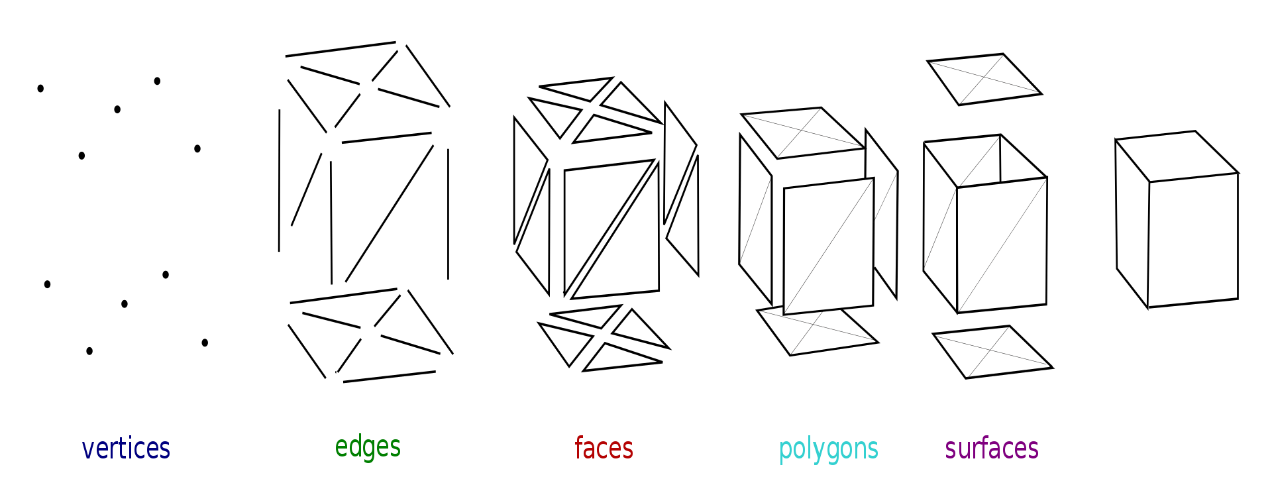 vertices
edges
faces
polygons
surfaces